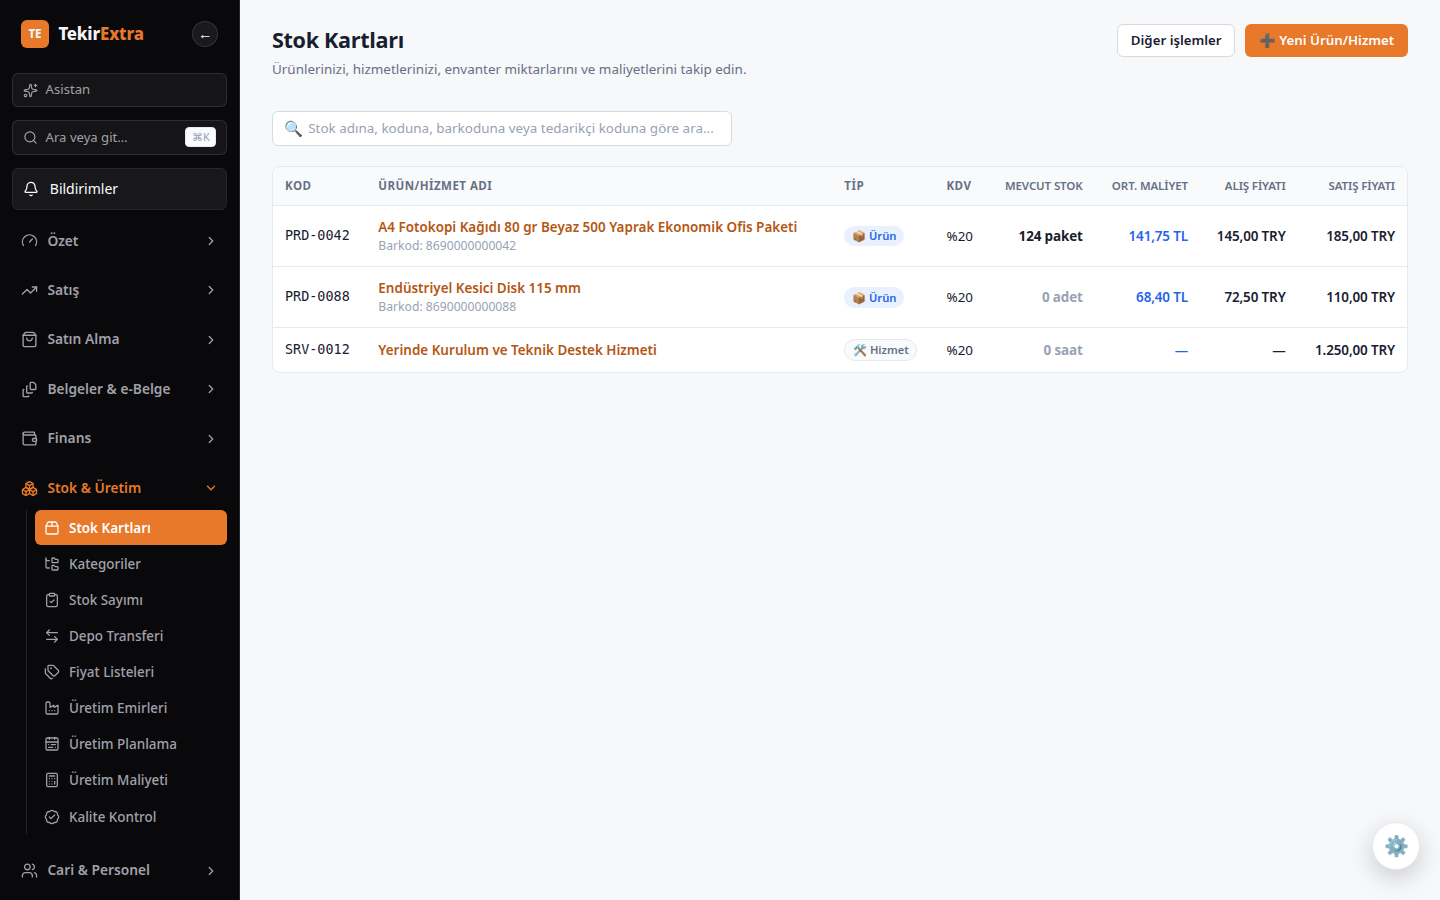 TE TekirExtra ←
Asistan
Ara veya git... ⌘K
Bildirimler
Özet
Satış
Satın Alma
Belgeler & e-Belge
Finans
Stok & Üretim
Stok Kartları
Kategoriler
Stok Sayımı
Depo Transferi
Fiyat Listeleri
Üretim Emirleri
Üretim Planlama
Üretim Maliyeti
Kalite Kontrol
Cari & Personel
Stok Kartları
Ürünlerinizi, hizmetlerinizi, envanter miktarlarını ve maliyetlerini takip edin.
Diğer işlemler
➕ Yeni Ürün/Hizmet
🔍 Stok adına, koduna, barkoduna veya tedarikçi koduna göre ara...
KOD ÜRÜN/HİZMET ADI TİP KDV MEVCUT STOK ORT. MALİYET ALIŞ FİYATI SATIŞ FİYATI
PRD-0042 A4 Fotokopi Kağıdı 80 gr Beyaz 500 Yaprak Ekonomik Ofis Paketi 📦 Ürün %20 124 paket 141,75 TL 145,00 TRY 185,00 TRY
Barkod: 8690000000042
PRD-0088 Endüstriyel Kesici Disk 115 mm 📦 Ürün %20 0 adet 68,40 TL 72,50 TRY 110,00 TRY
Barkod: 8690000000088
SRV-0012 Yerinde Kurulum ve Teknik Destek Hizmeti 🛠️ Hizmet %20 0 saat — — 1.250,00 TRY